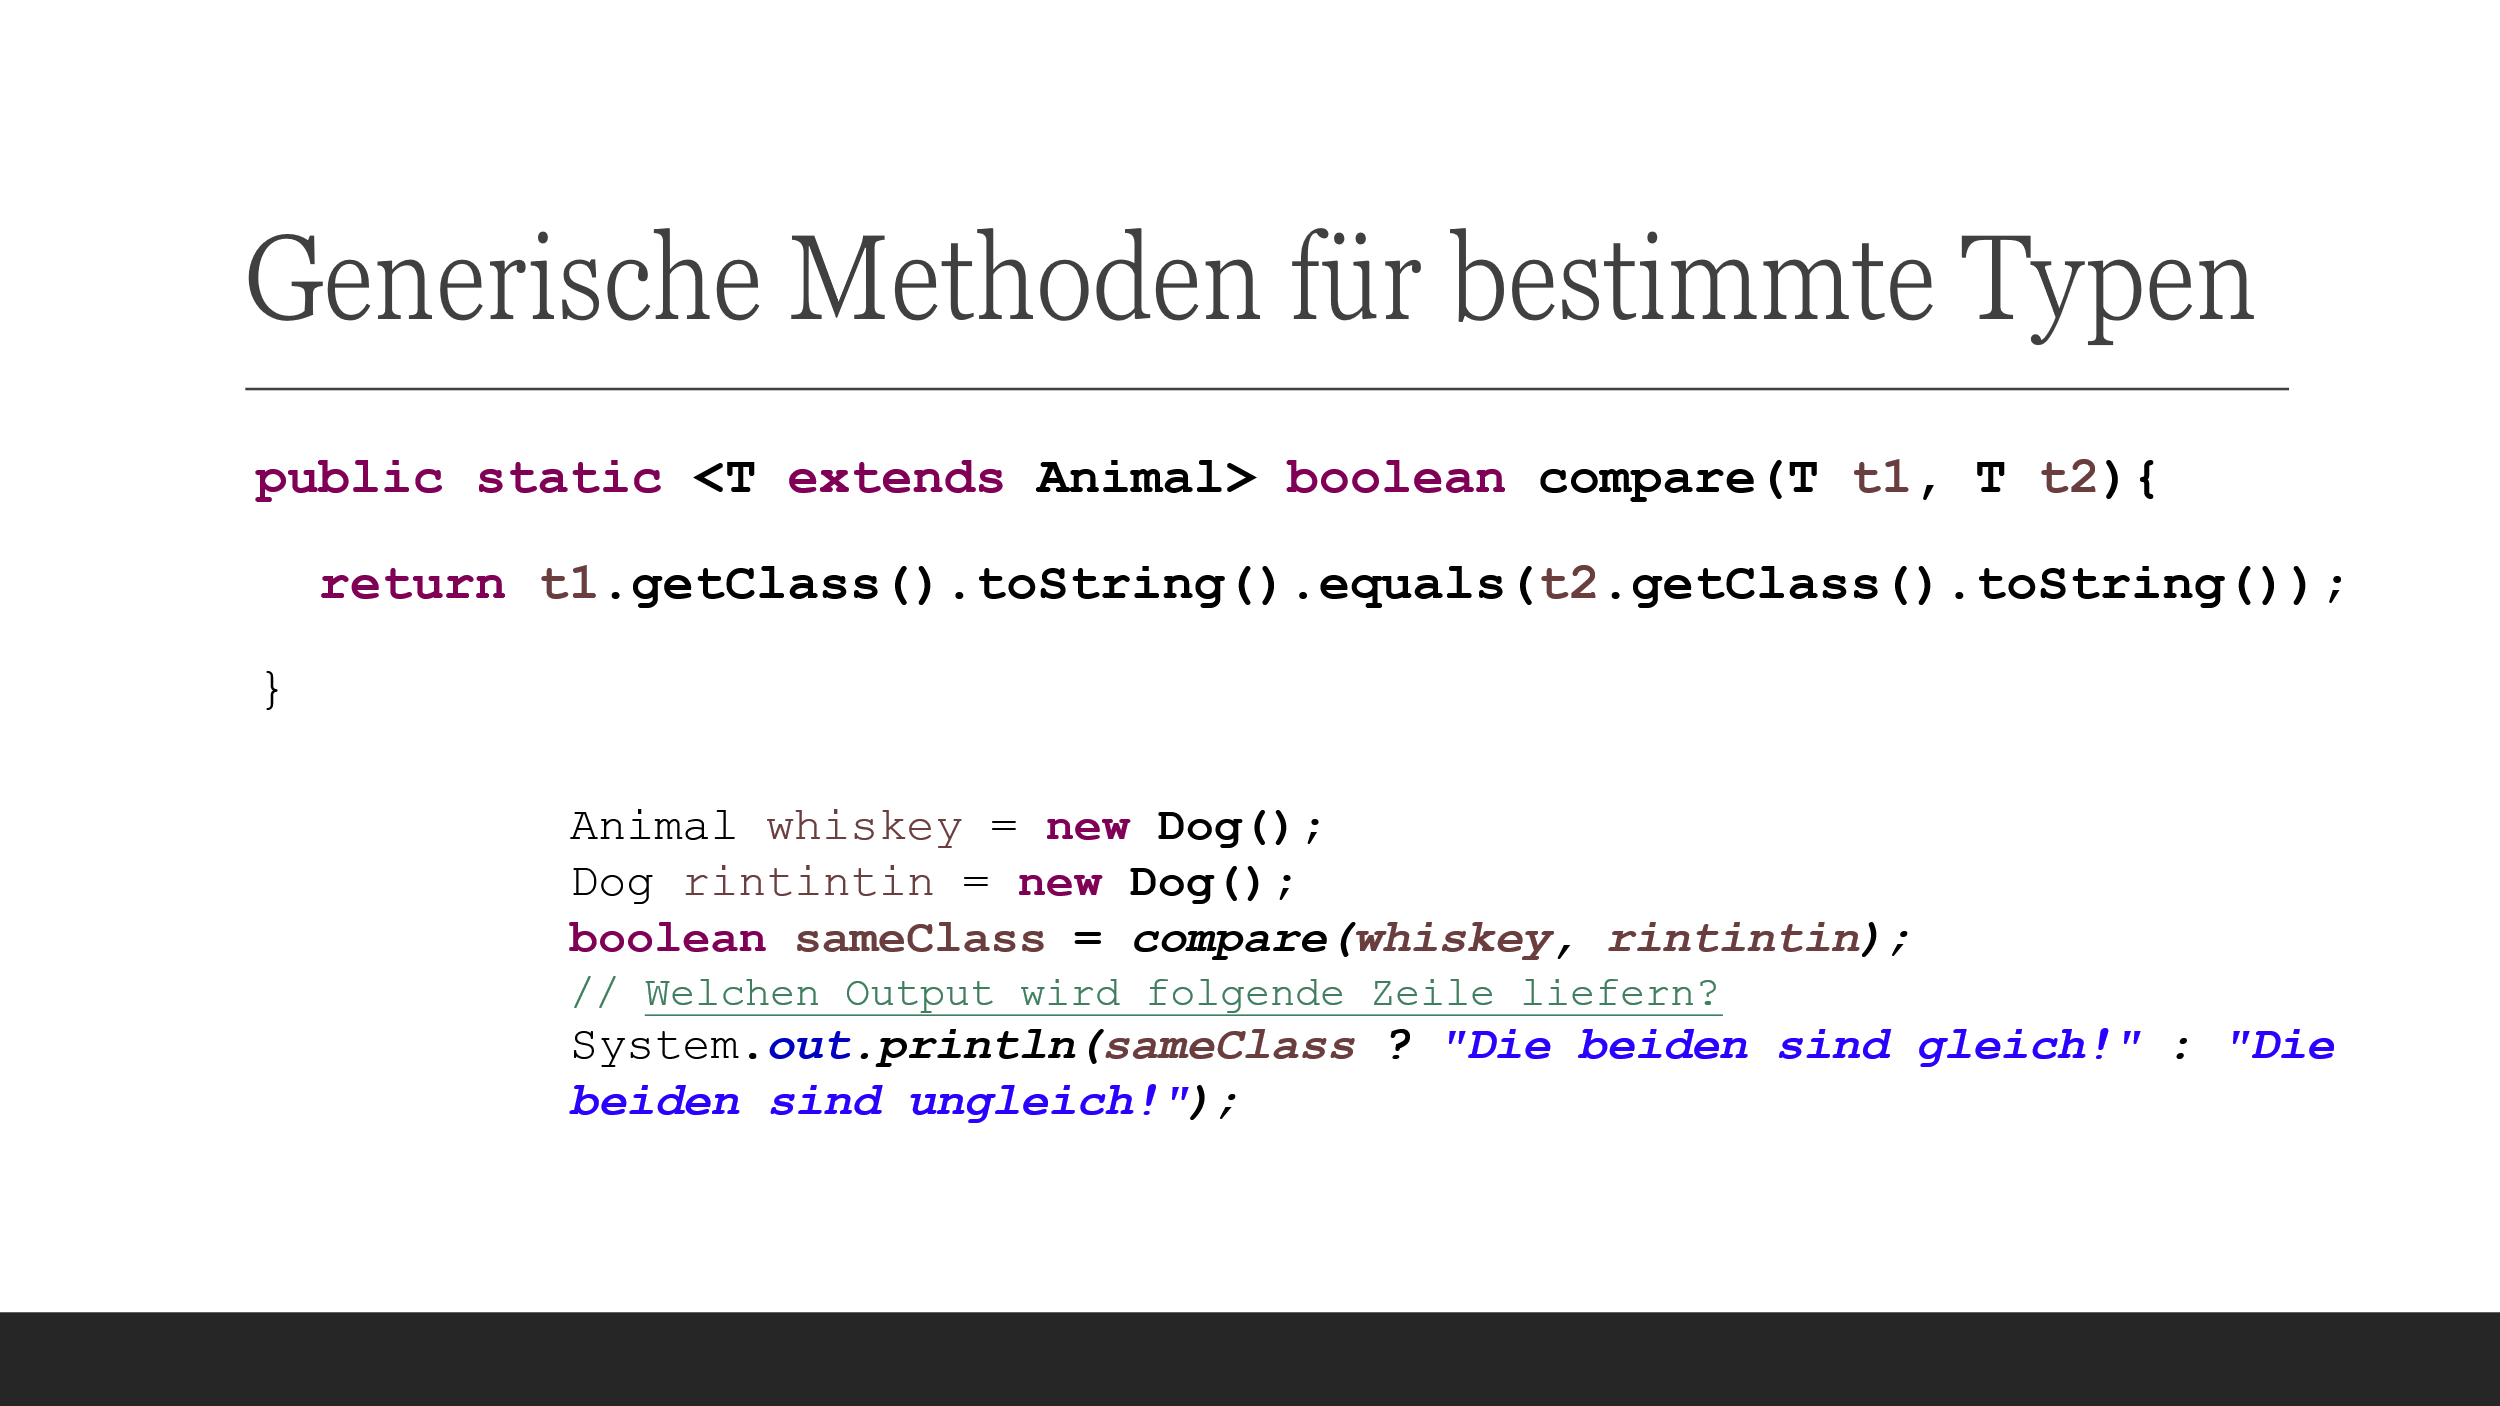 Generische Methoden für bestimmte Typen
public static <T extends Animal> boolean compare(T t1, T t2){
return t1.getClass().toString().equals(t2.getClass().toString());
}
Animal whiskey = new Dog();
Dog rintintin = new Dog();
boolean sameClass = compare(whiskey, rintintin);
// Welchen Output wird folgende Zeile liefern?
System.out.println(sameClass ? "Die beiden sind gleich!" : "Die
beiden sind ungleich!");